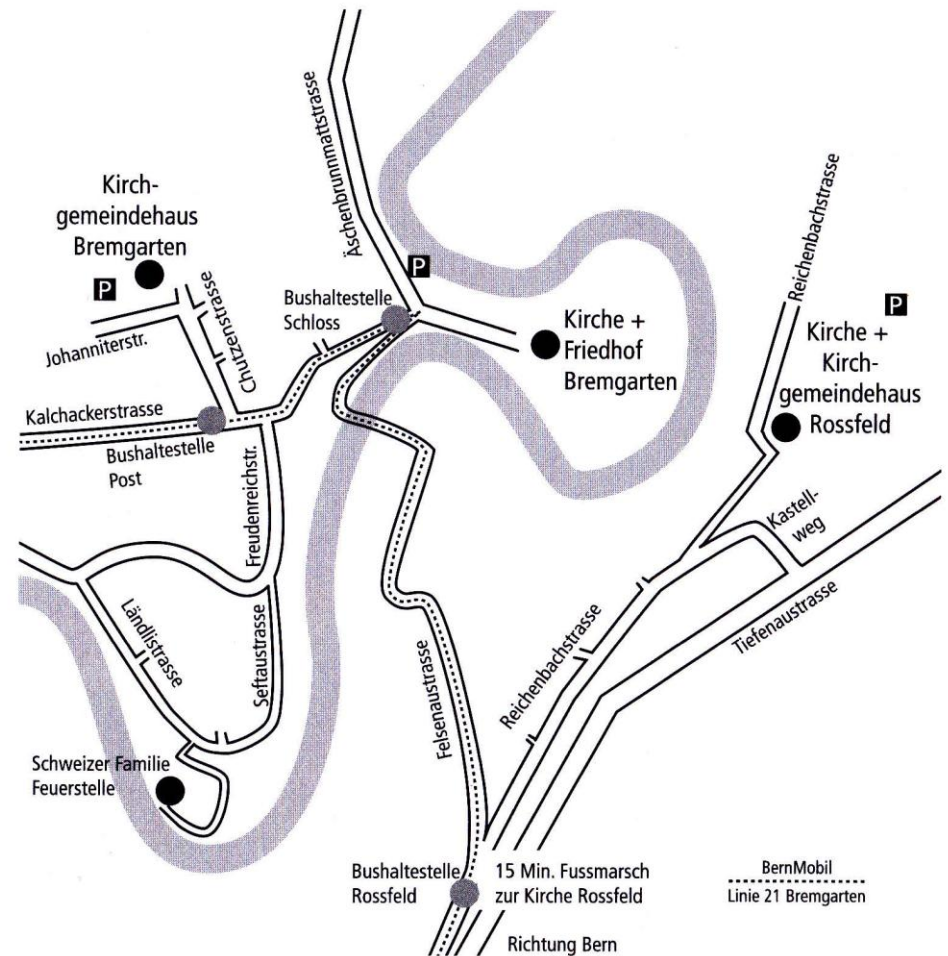 Äschenbrunnmattstrasse
Kirch-
gemeindehaus
Bremgarten
P
Johanniterstr.
Chutzenstrasse
Bushaltestelle
Schloss
P
Kirche +
Friedhof
Bremgarten
Reichenbachstrasse
P
Kirche +
Kirch-
gemeindehaus
Rossfeld
Kalchackerstrasse
Bushaltestelle
Post
Freudenreichstr.
Kastell-
weg
Tiefenaustrasse
Ländlistrasse
Seftaustrasse
Felsenaustrasse
Reichenbachstrasse
Schweizer Familie
Feuerstelle
Bushaltestelle
Rossfeld
15 Min. Fussmarsch
zur Kirche Rossfeld
Richtung Bern
BernMobil
Linie 21 Bremgarten